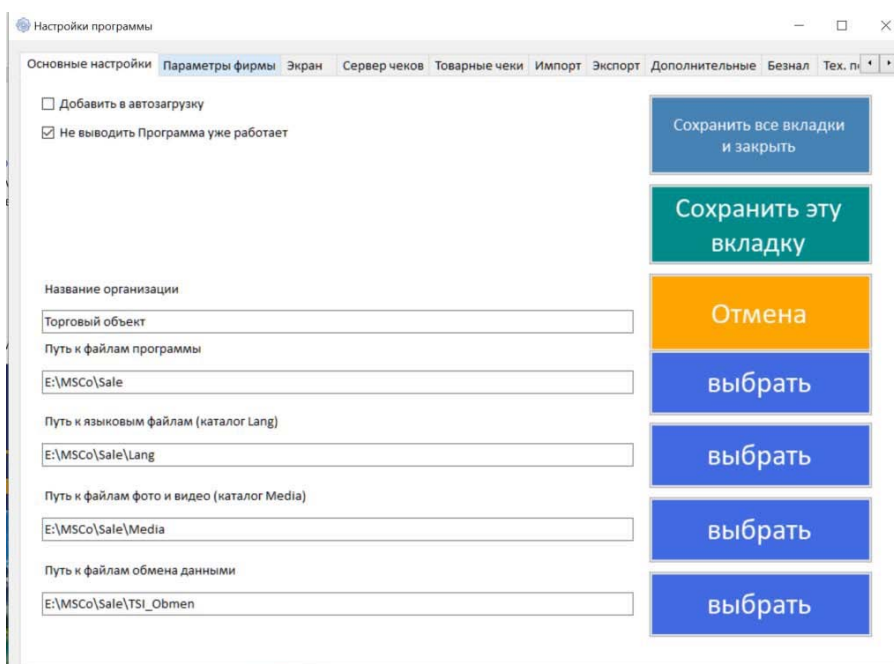 Настройки программы
Основные настройки Параметры фирмы Экран Сервер чеков Товарные чеки Импорт Экспорт Дополнительные Безнал Тех.
Добавить в автозагрузку
Не выводить Программа уже работает
Сохранить все вкладки
и закрыть
Сохранить эту
вкладку
Название организации
Торговый объект
Отмена
Путь к файлам программы
E:\MSCo\Sale
выбрать
Путь к языковым файлам (каталог Lang)
E:\MSCo\Sale\Lang
выбрать
Путь к файлам фото и видео (каталог Media)
E:\MSCo\Sale\Media
выбрать
Путь к файлам обмена данными
E:\MSCo\Sale\TSI_Obmen
выбрать